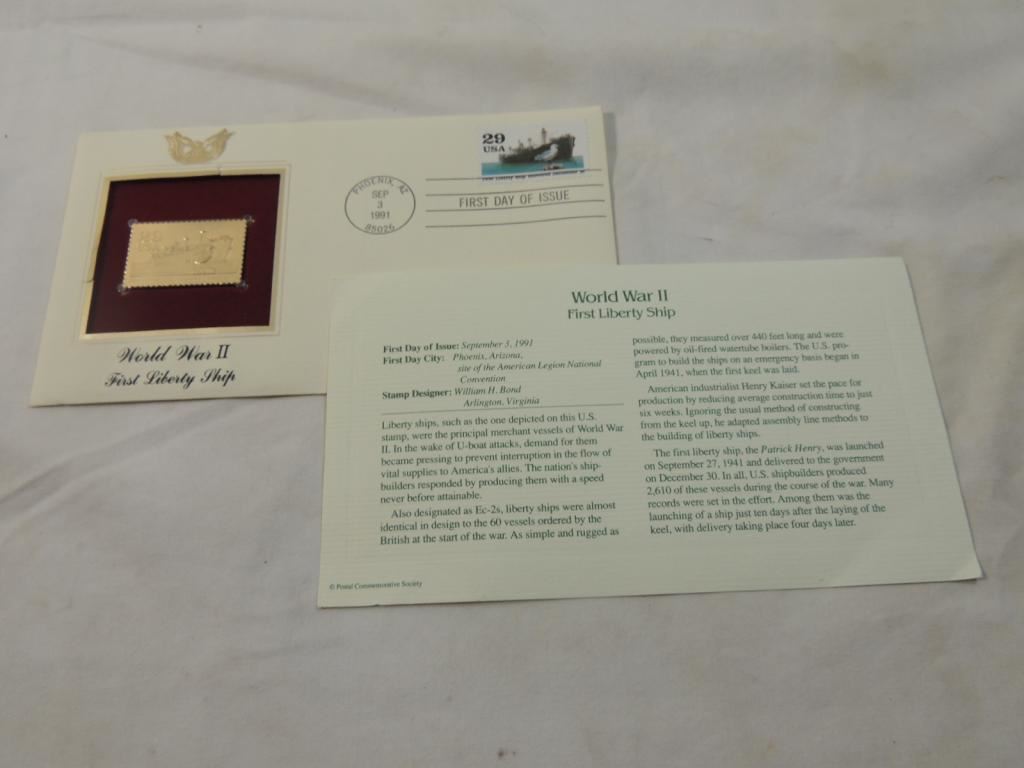 29
USA
PHOENIX, AZ
SEP
3
1991
85026
FIRST DAY OF ISSUE
29
World War II
First Liberty Ship
World War II
First Liberty Ship
First Day of Issue: September 3, 1991
First Day City: Phoenix, Arizona,
site of the American Legion National
Convention
Stamp Designer: William H. Bond
Arlington, Virginia
Liberty ships, such as the one depicted on this U.S.
stamp, were the principal merchant vessels of World War
II. In the wake of U-boat attacks, demand for them
became pressing to prevent interruption in the flow of
vital supplies to America's allies. The nation's ship-
builders responded by producing them with a speed
never before attainable.
Also designated as Ec-2s, liberty ships were almost
identical in design to the 60 vessels ordered by the
British at the start of the war. As simple and rugged as
possible, they measured over 440 feet long and were
powered by oil-fired watertube boilers. The U.S. pro-
gram to build the ships on an emergency basis began in
April 1941, when the first keel was laid.
American industrialist Henry Kaiser set the pace for
production by reducing average construction time to just
six weeks. Ignoring the usual method of constructing
from the keel up, he adapted assembly line methods to
the building of liberty ships.
The first liberty ship, the Patrick Henry, was launched
on September 27, 1941 and delivered to the government
on December 30. In all, U.S. shipbuilders produced
2,610 of these vessels during the course of the war. Many
records were set in the effort. Among them was the
launching of a ship just ten days after the laying of the
keel, with delivery taking place four days later.
© Postal Commemorative Society